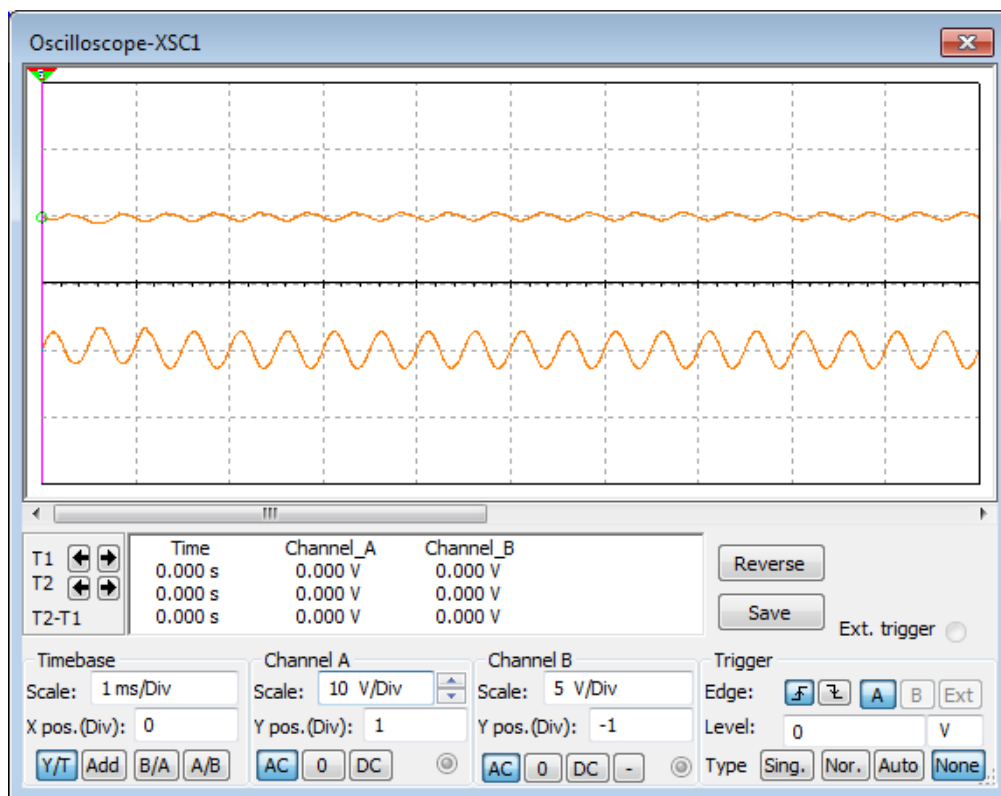 Oscilloscope-XSC1
Time Channel_A Channel_B
T1 0.000 s 0.000 V 0.000 V
T2 0.000 s 0.000 V 0.000 V
T2-T1 0.000 s 0.000 V 0.000 V
Reverse
Save
Ext. trigger
Timebase
Scale: 1 ms/Div
X pos.(Div): 0
Y/T Add B/A A/B
Channel A
Scale: 10 V/Div
Y pos.(Div): 1
AC 0 DC
Channel B
Scale: 5 V/Div
Y pos.(Div): -1
AC 0 DC -
Trigger
Edge: A B Ext
Level: 0 V
Type Sing. Nor. Auto None